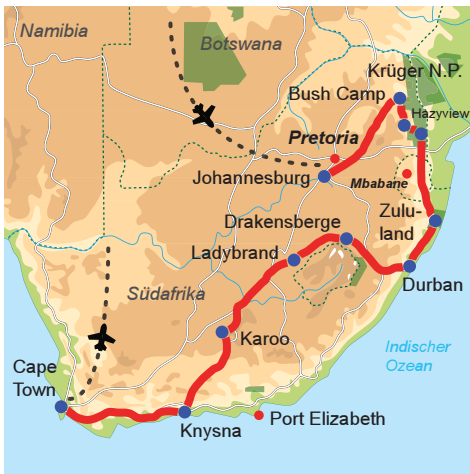 Namibia
Botswana
Krüger N.P.
Bush Camp
Hazyview
Pretoria
Johannesburg
Mbabane
Drakensberge
Zulu-
land
Ladybrand
Durban
Südafrika
Karoo
Indischer
Ozean
Cape
Town
Port Elizabeth
Knysna